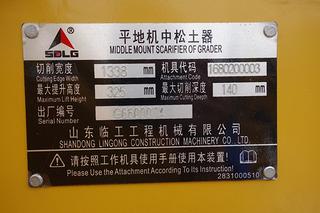 SDLG
平地机中松土器
MIDDLE MOUNT SCARIFIER OF GRADER
切削宽度 1338 mm 机具代码 1680200003
Cutting Edge Width Attachment Code
最大提升高度 325 mm 最大切削深度 140 mm
Maximum Lift Height Maximum Cutting Deepth
出厂编号
Serial Number
山东临工工程机械有限公司
SHANDONG LINGONG CONSTRUCTION MACHINERY CO., LTD
请按照工作机具使用手册使用本装置!
Please Use the Attachment According To Its Instruction!
2831000510